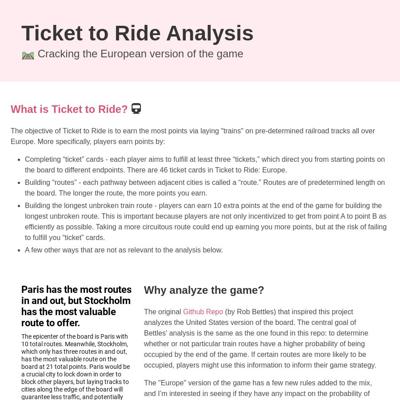 Ticket to Ride Analysis
Cracking the European version of the game
What is Ticket to Ride?
The objective of Ticket to Ride is to earn the most points via laying "trains" on pre-determined railroad tracks all over
Europe. More specifically, players earn points by:
Completing "ticket" cards - each player aims to fulfill at least three "tickets," which direct you from starting points on
the board to different endpoints. There are 46 ticket cards in Ticket to Ride: Europe.
Building "routes" - each pathway between adjacent cities is called a "route." Routes are of predetermined length on
the board. The longer the route, the more points you earn.
Building the longest unbroken train route - players can earn 10 extra points at the end of the game for building the
longest unbroken route. This is important because players are not only incentivized to get from point A to point B as
efficiently as possible. Taking a more circuitous route could end up earning you more points, but at the risk of failing
to fulfill you "ticket" cards.
A few other ways that are not as relevant to the analysis below.
Paris has the most routes
in and out, but Stockholm
has the most valuable
route to offer.
The epicenter of the board is Paris with
10 total routes. Meanwhile, Stockholm,
which only has three routes in and out,
has the most valuable route on the
board at 21 total points. Paris would be
a crucial city to lock down in order to
block other players, but laying tracks to
cities along the edge of the board will
guarantee less traffic, and potentially
Why analyze the game?
The original Github Repo (by Rob Bettles) that inspired this project
analyzes the United States version of the board. The central goal of
Bettles' analysis is the same as the one found in this repo: to determine
whether or not particular train routes have a higher probability of being
occupied by the end of the game. If certain routes are more likely to be
occupied, players might use this information to inform their game strategy.
The "Europe" version of the game has a few new rules added to the mix,
and I'm interested in seeing if they have any impact on the probability of